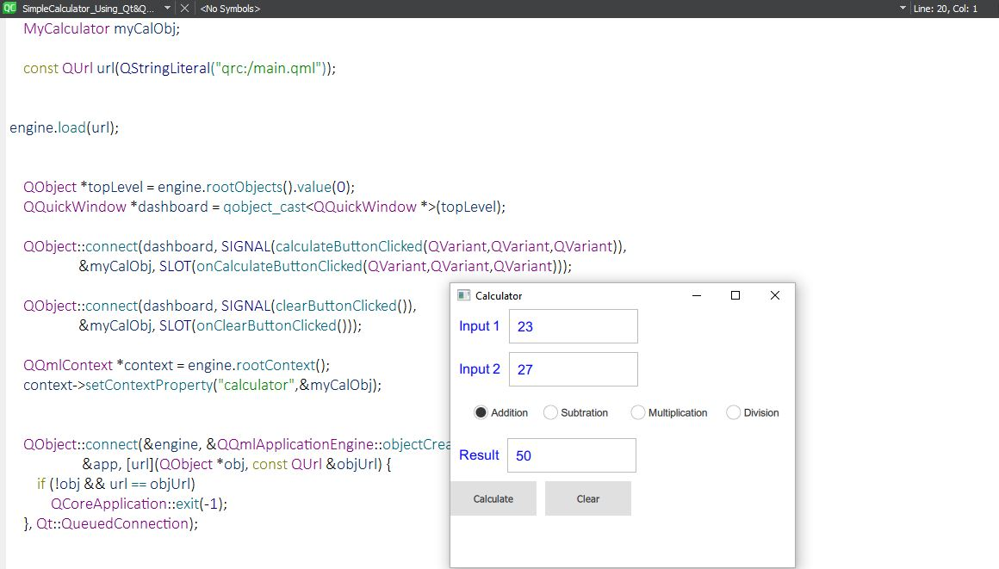 QC SimpleCalculator_Using_Qt&Q... <No Symbols> Line: 20, Col: 1
MyCalculator myCalObj;
const QUrl url(QStringLiteral("qrc:/main.qml"));
engine.load(url);
QObject *topLevel = engine.rootObjects().value(0);
QQuickWindow *dashboard = qobject_cast<QQuickWindow *>(topLevel);
QObject::connect(dashboard, SIGNAL(calculateButtonClicked(QVariant,QVariant,QVariant)),
&myCalObj, SLOT(onCalculateButtonClicked(QVariant,QVariant,QVariant)));
QObject::connect(dashboard, SIGNAL(clearButtonClicked()),
&myCalObj, SLOT(onClearButtonClicked()));
QQmlContext *context = engine.rootContext();
context->setContextProperty("calculator",&myCalObj);
QObject::connect(&engine, &QQmlApplicationEngine::objectCrea
&app, [url](QObject *obj, const QUrl &objUrl) {
if (!obj && url == objUrl)
QCoreApplication::exit(-1);
}, Qt::QueuedConnection);
Calculator
Input 1 23
Input 2 27
Addition Subtration Multiplication Division
Result 50
Calculate Clear